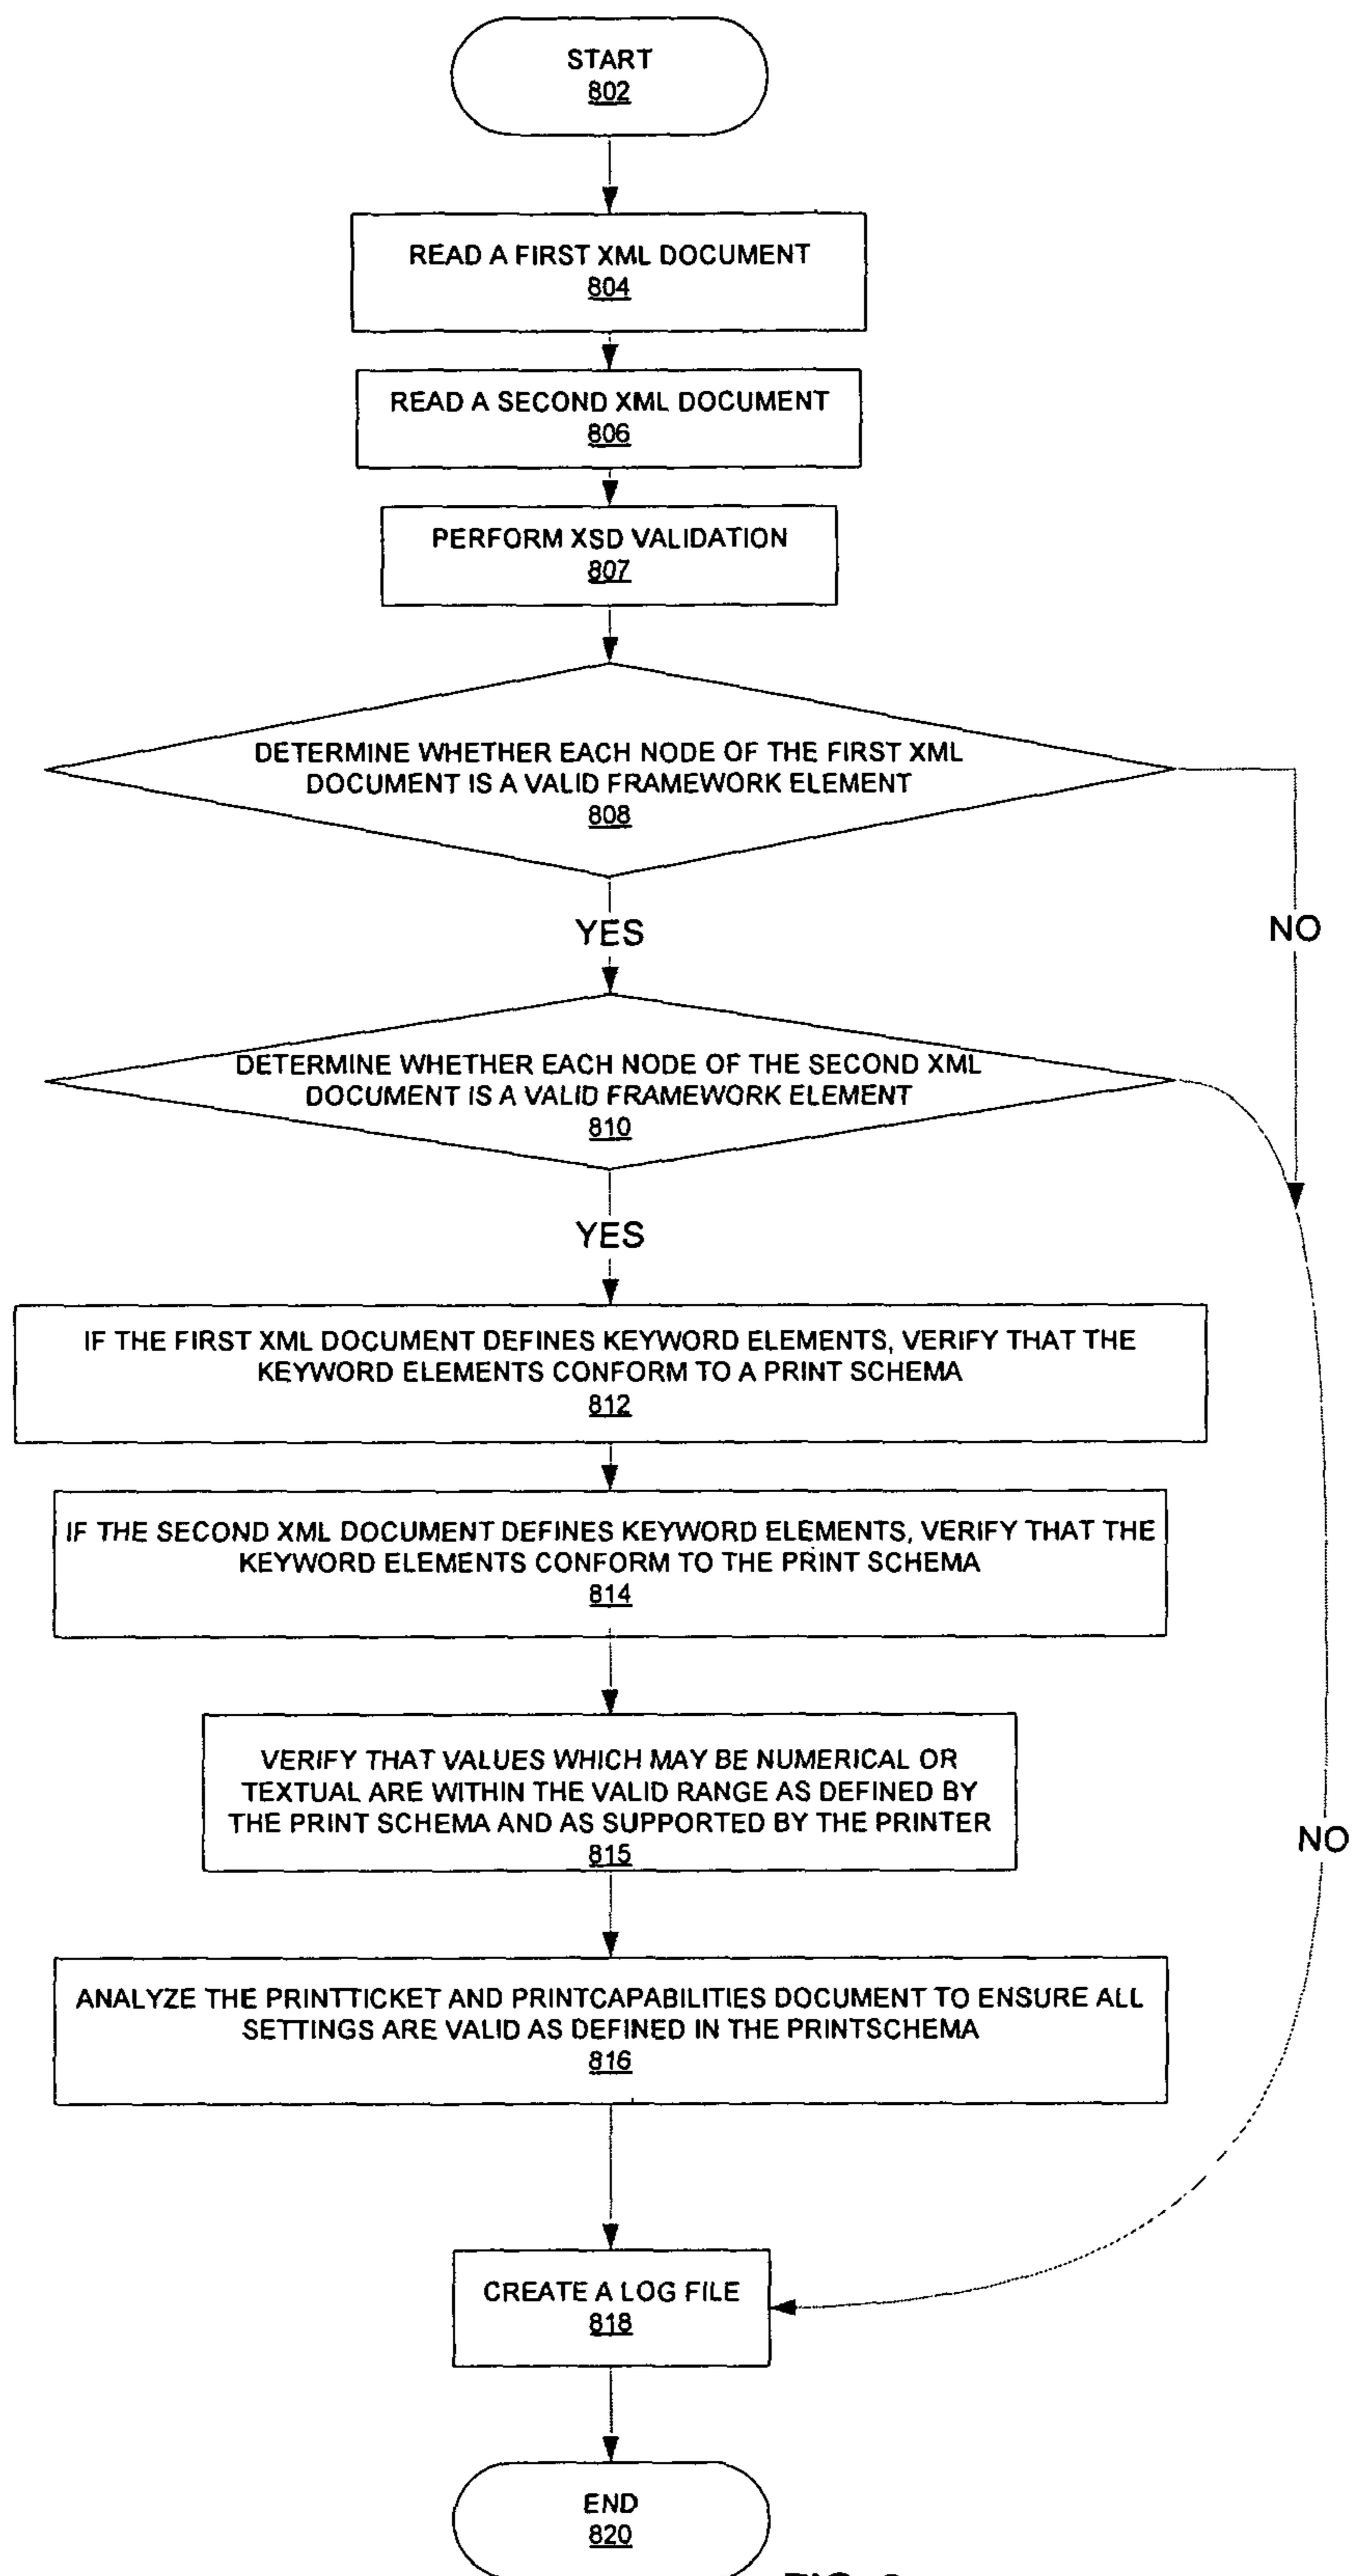 START
802
READ A FIRST XML DOCUMENT
804
READ A SECOND XML DOCUMENT
806
PERFORM XSD VALIDATION
807
DETERMINE WHETHER EACH NODE OF THE FIRST XML
DOCUMENT IS A VALID FRAMEWORK ELEMENT
808
YES
NO
DETERMINE WHETHER EACH NODE OF THE SECOND XML
DOCUMENT IS A VALID FRAMEWORK ELEMENT
810
YES
IF THE FIRST XML DOCUMENT DEFINES KEYWORD ELEMENTS, VERIFY THAT THE
KEYWORD ELEMENTS CONFORM TO A PRINT SCHEMA
812
IF THE SECOND XML DOCUMENT DEFINES KEYWORD ELEMENTS, VERIFY THAT THE
KEYWORD ELEMENTS CONFORM TO THE PRINT SCHEMA
814
VERIFY THAT VALUES WHICH MAY BE NUMERICAL OR
TEXTUAL ARE WITHIN THE VALID RANGE AS DEFINED BY
THE PRINT SCHEMA AND AS SUPPORTED BY THE PRINTER
815
NO
ANALYZE THE PRINTTICKET AND PRINTCAPABILITIES DOCUMENT TO ENSURE ALL
SETTINGS ARE VALID AS DEFINED IN THE PRINTSCHEMA
816
CREATE A LOG FILE
818
END
820